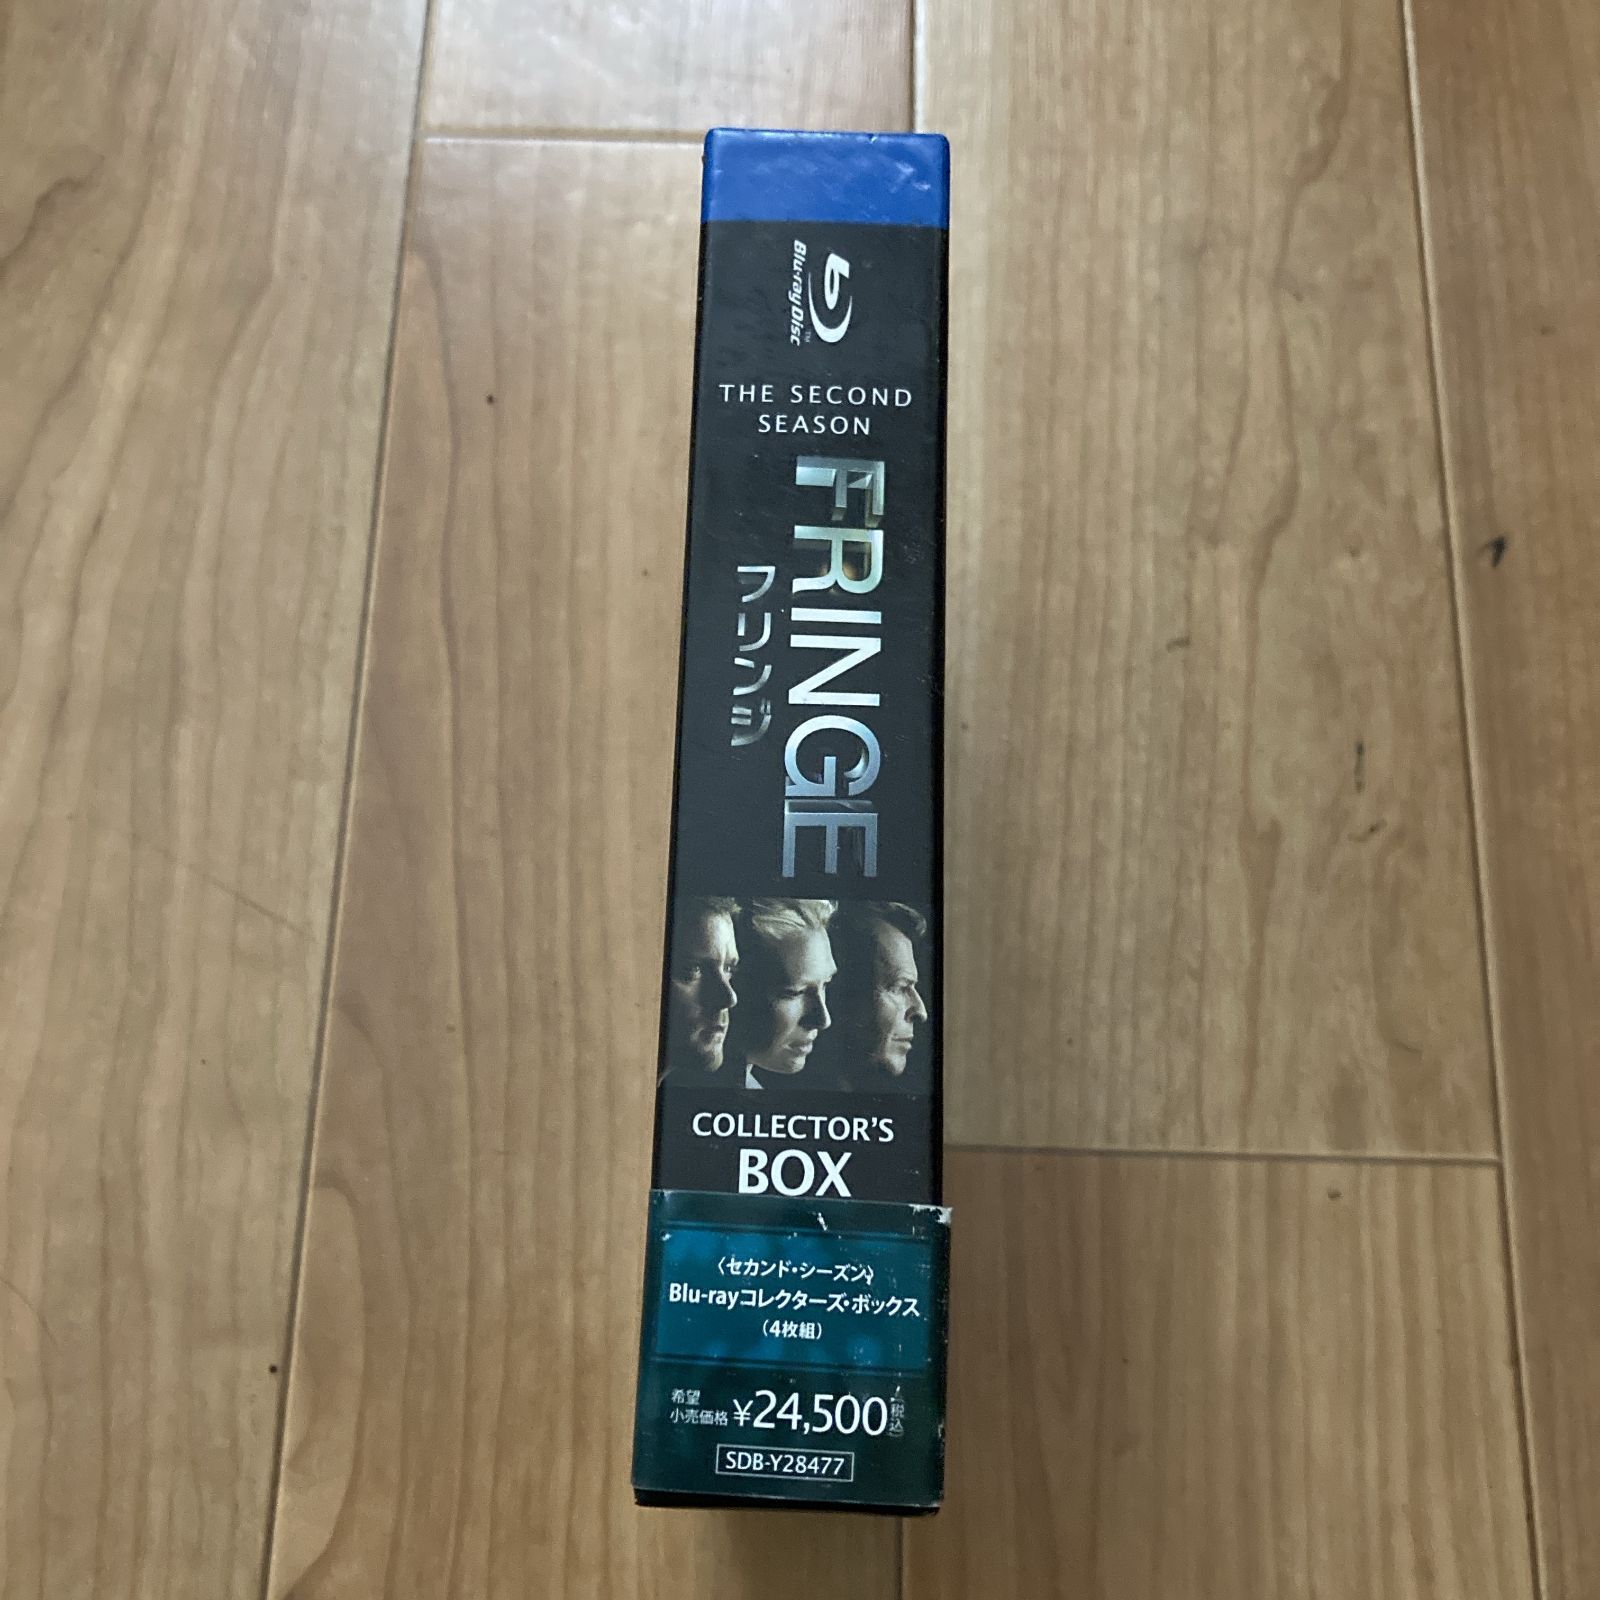 Blu-ray Disc
TM
THE SECOND
SEASON
FRINGE
フリンジ
COLLECTOR'S
BOX
〈セカンド・シーズン〉
Blu-rayコレクターズ・ボックス
（4枚組）
希望
小売価格 ¥24,500（税込）
SDB-Y28477